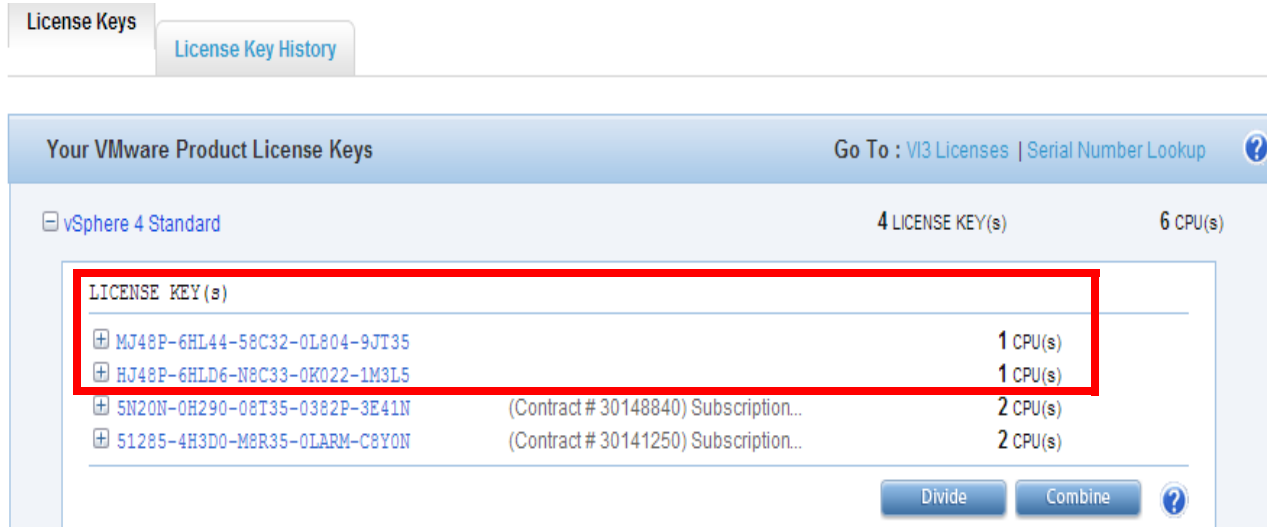 License Keys
License Key History
Your VMware Product License Keys Go To : VI3 Licenses | Serial Number Lookup ?
vSphere 4 Standard 4 LICENSE KEY(s) 6 CPU(s)
LICENSE KEY(s)
MJ48P-6HL44-58C32-0L804-9JT35 1 CPU(s)
HJ48P-6HLD6-N8C33-0K022-1M3L5 1 CPU(s)
5N20N-0H290-08T35-0382P-3E41N (Contract # 30148840) Subscription... 2 CPU(s)
51285-4H3D0-M8R35-0LARM-C8Y0N (Contract # 30141250) Subscription... 2 CPU(s)
Divide Combine ?